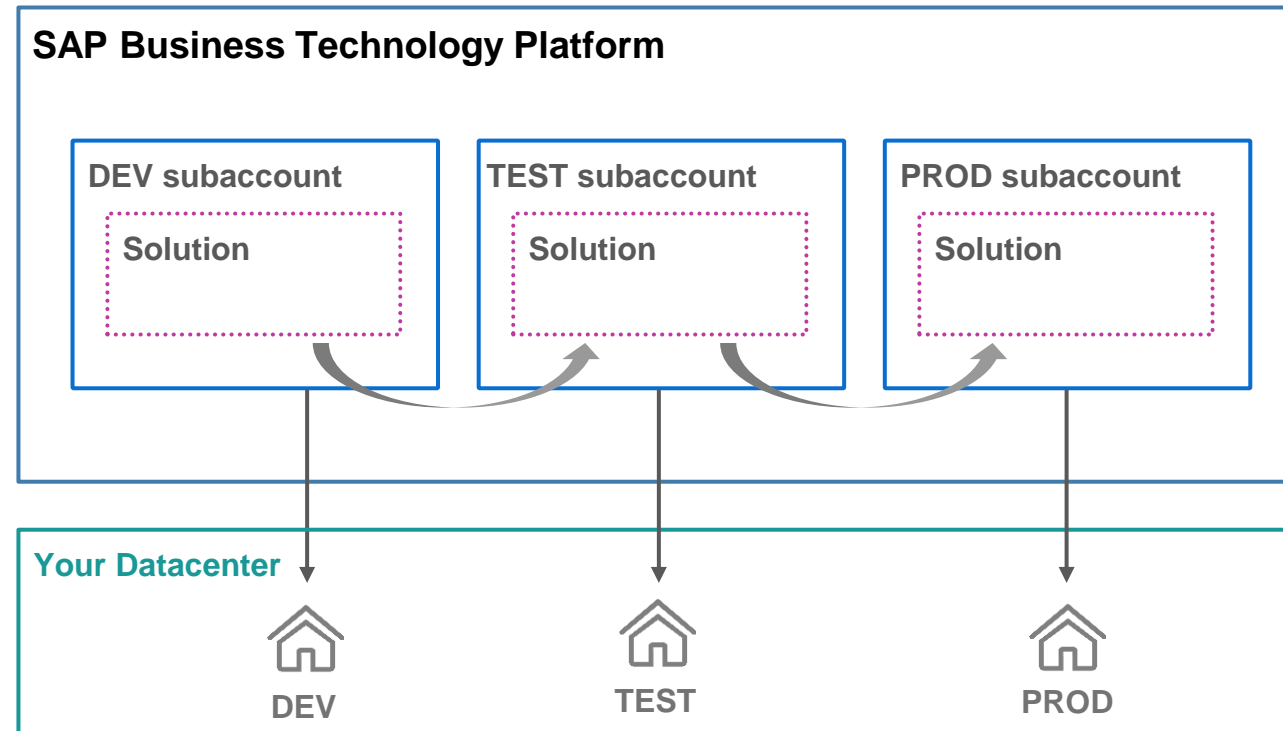 SAP Business Technology Platform
DEV subaccount
Solution
TEST subaccount
Solution
PROD subaccount
Solution
Your Datacenter
DEV
TEST
PROD